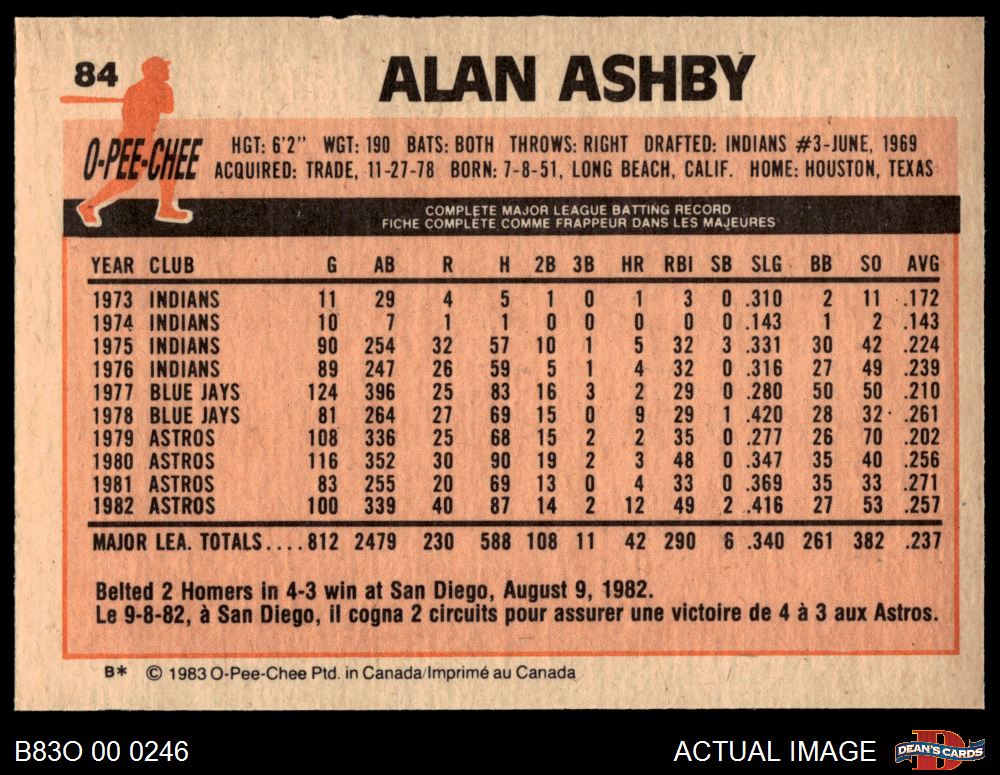 84
ALAN ASHBY
O-PEE-CHEE
HGT: 6'2" WGT: 190 BATS: BOTH THROWS: RIGHT DRAFTED: INDIANS #3-JUNE, 1969
ACQUIRED: TRADE, 11-27-78 BORN: 7-8-51, LONG BEACH, CALIF. HOME: HOUSTON, TEXAS
COMPLETE MAJOR LEAGUE BATTING RECORD
FICHE COMPLÈTE COMME FRAPPEUR DANS LES MAJEURES
YEAR CLUB G AB R H 2B 3B HR RBI SB SLG BB SO AVG
1973 INDIANS 11 29 4 5 1 0 1 3 0 .310 2 11 .172
1974 INDIANS 10 7 1 1 0 0 0 0 0 .143 1 2 .143
1975 INDIANS 90 254 32 57 10 1 5 32 3 .331 30 42 .224
1976 INDIANS 89 247 26 59 5 1 4 32 0 .316 27 49 .239
1977 BLUE JAYS 124 396 25 83 16 3 2 29 0 .280 50 50 .210
1978 BLUE JAYS 81 264 27 69 15 0 9 29 1 .420 28 32 .261
1979 ASTROS 108 336 25 68 15 2 2 35 0 .277 26 70 .202
1980 ASTROS 116 352 30 90 19 2 3 48 0 .347 35 40 .256
1981 ASTROS 83 255 20 69 13 0 4 33 0 .369 35 33 .271
1982 ASTROS 100 339 40 87 14 2 12 49 2 .416 27 53 .257
MAJOR LEA. TOTALS....812 2479 230 588 108 11 42 290 6 .340 261 382 .237
Belted 2 Homers in 4-3 win at San Diego, August 9, 1982.
Le 9-8-82, à San Diego, il cogna 2 circuits pour assurer une victoire de 4 à 3 aux Astros.
B* © 1983 O-Pee-Chee Ptd. in Canada/Imprimé au Canada
B83O 00 0246
ACTUAL IMAGE
DEAN'S CARDS